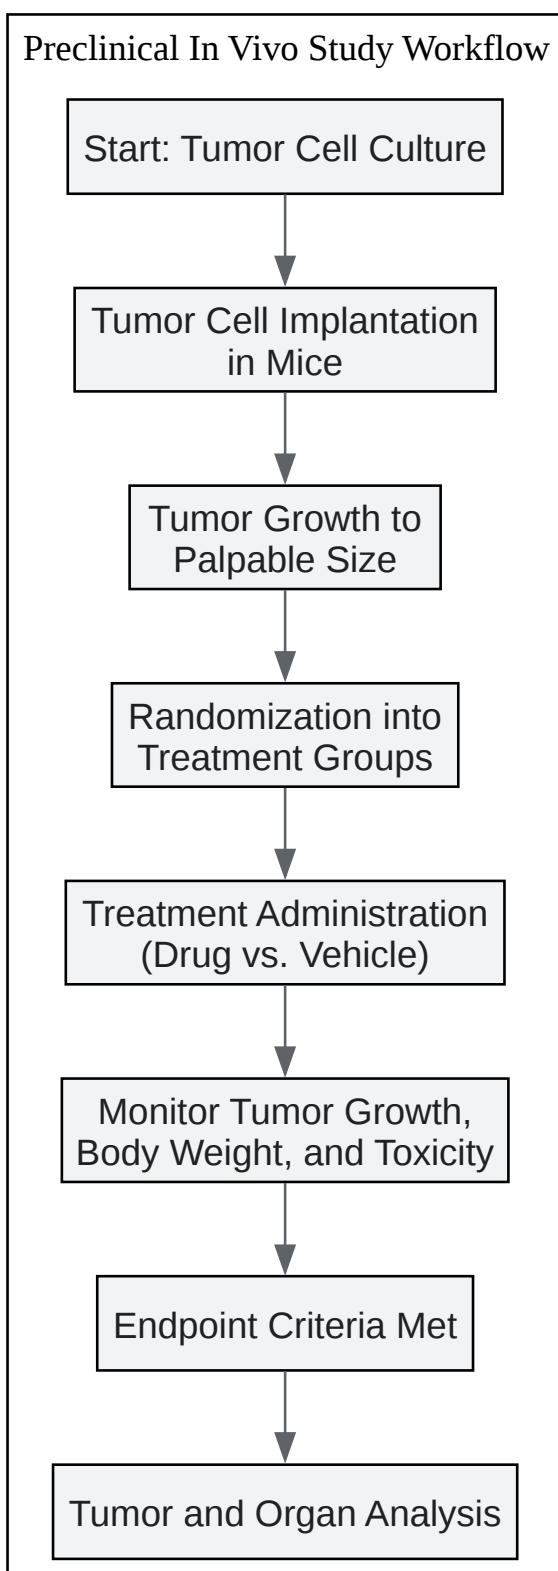 Preclinical In Vivo Study Workflow
Start: Tumor Cell Culture
Tumor Cell Implantation
in Mice
Tumor Growth to
Palpable Size
Randomization into
Treatment Groups
Treatment Administration
(Drug vs. Vehicle)
Monitor Tumor Growth,
Body Weight, and Toxicity
Endpoint Criteria Met
Tumor and Organ Analysis